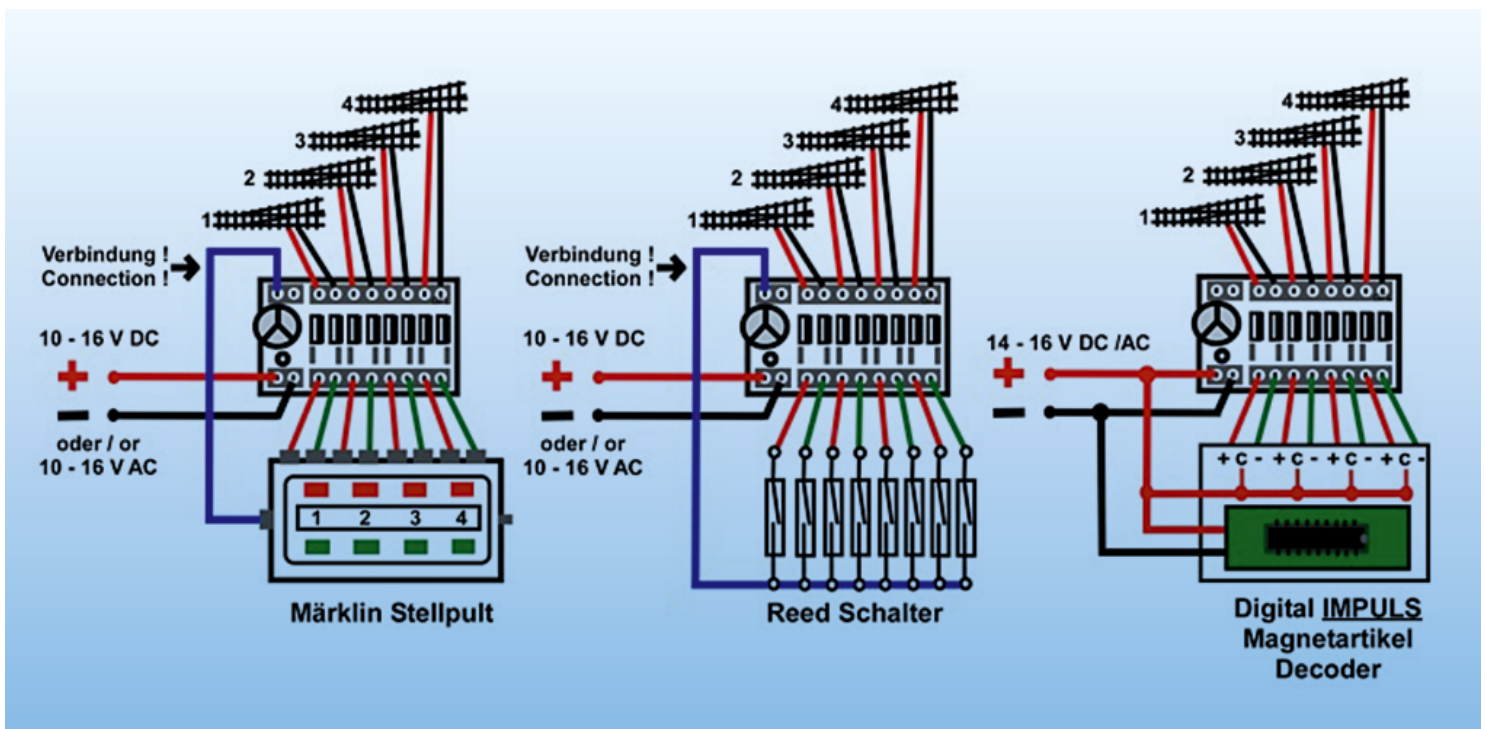 4
3
2
1
Verbindung !
Connection !
10 - 16 V DC
+
-
oder / or
10 - 16 V AC
1 2 3 4
Märklin Stellpult
4
3
2
1
Verbindung !
Connection !
10 - 16 V DC
+
-
oder / or
10 - 16 V AC
Reed Schalter
4
3
2
1
14 - 16 V DC /AC
+
-
+ C - + C - + C - + C -
Digital IMPULS
Magnetartikel
Decoder